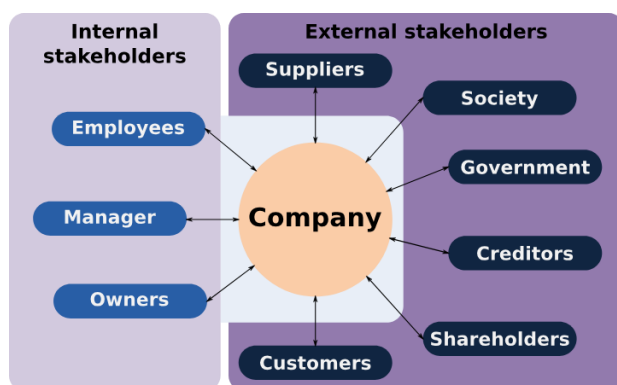 Internal
stakeholders
External stakeholders
Suppliers
Society
Employees
Government
Manager
Company
Creditors
Owners
Shareholders
Customers